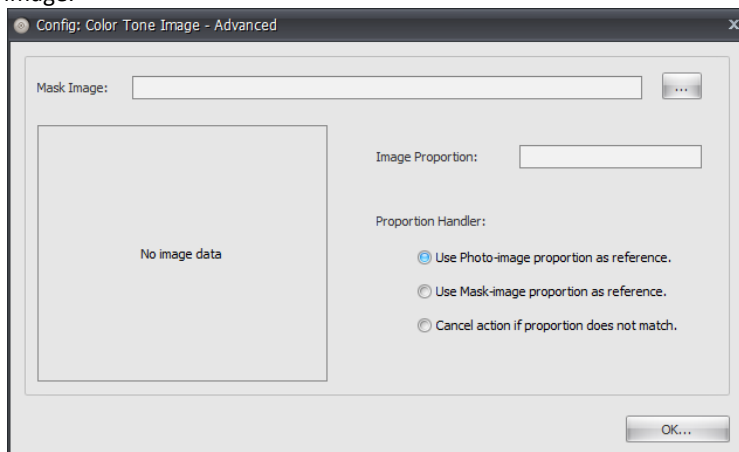 image.
Config: Color Tone Image - Advanced
x
Mask Image:
...
Image Proportion:
Proportion Handler:
No image data
Use Photo-image proportion as reference.
Use Mask-image proportion as reference.
Cancel action if proportion does not match.
OK...